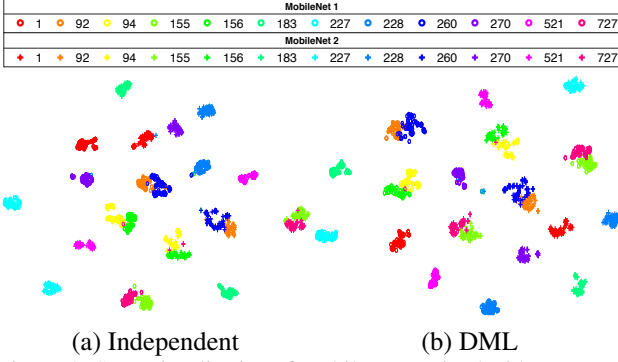 MobileNet 1
1 92 94 155 156 183 227 228 260 270 521 727
MobileNet 2
1 92 94 155 156 183 227 228 260 270 521 727
(a) Independent (b) DML